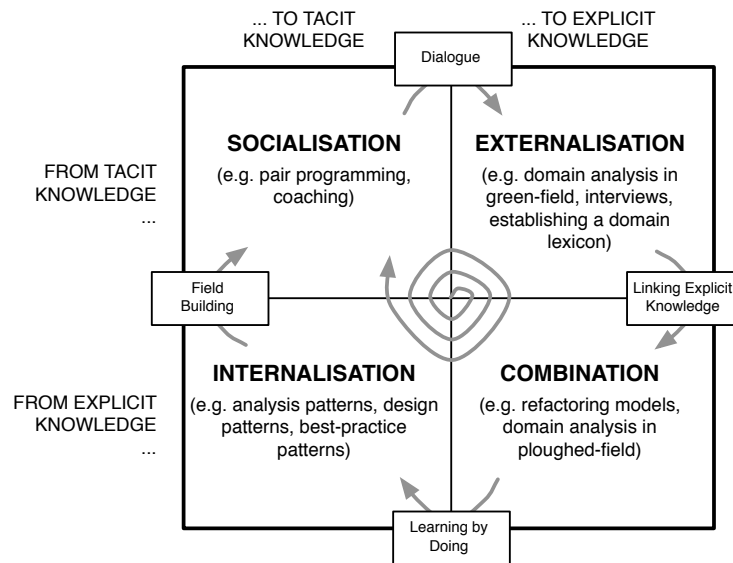 ... TO TACIT
KNOWLEDGE
... TO EXPLICIT
KNOWLEDGE
Dialogue
SOCIALISATION
(e.g. pair programming,
coaching)
EXTERNALISATION
(e.g. domain analysis in
green-field, interviews,
establishing a domain
lexicon)
FROM TACIT
KNOWLEDGE
...
Field
Building
Linking Explicit
Knowledge
INTERNALISATION
(e.g. analysis patterns, design
patterns, best-practice
patterns)
COMBINATION
(e.g. refactoring models,
domain analysis in
ploughed-field)
FROM EXPLICIT
KNOWLEDGE
...
Learning by
Doing